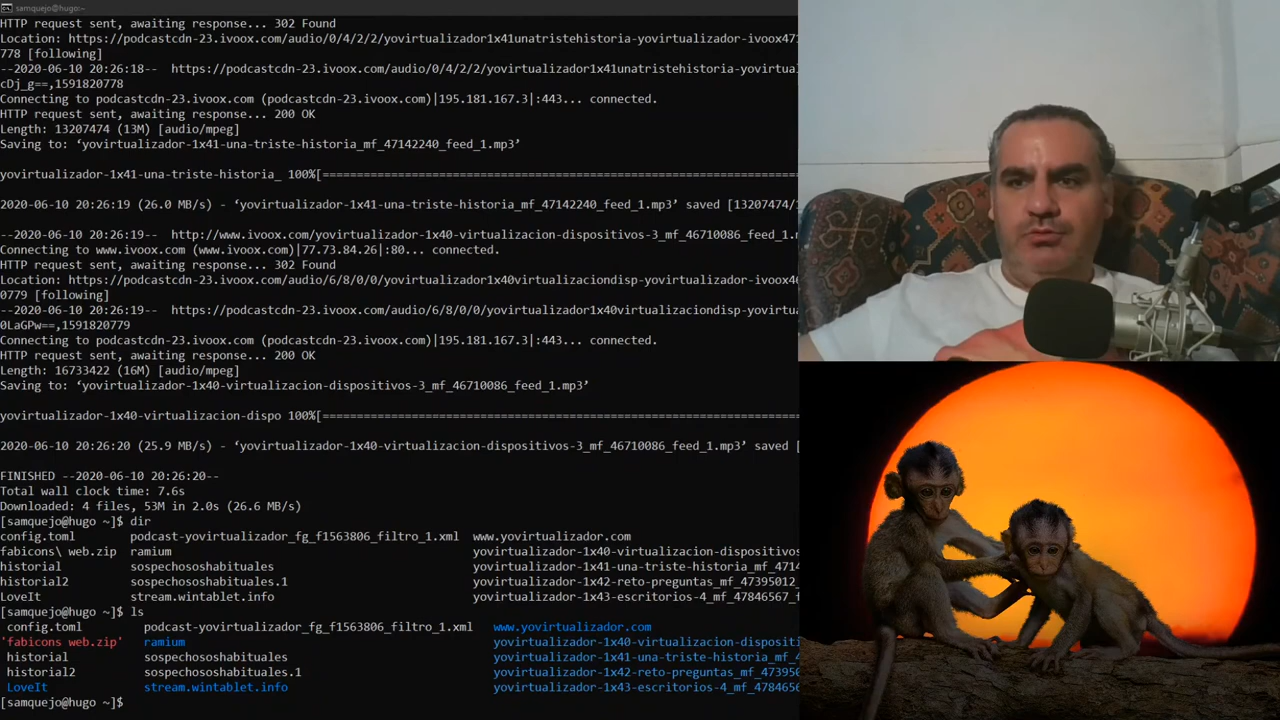 samquejo@hugo:~
HTTP request sent, awaiting response... 302 Found
Location: https://podcastcdn-23.ivoox.com/audio/0/4/2/2/yovirtualizador1x41unatristehistoria-yovirtualizador-ivoox471
778 [following]
--2020-06-10 20:26:18--  https://podcastcdn-23.ivoox.com/audio/0/4/2/2/yovirtualizador1x41unatristehistoria-yovirtual
cDj_g==,1591820778
Connecting to podcastcdn-23.ivoox.com (podcastcdn-23.ivoox.com)|195.181.167.3|:443... connected.
HTTP request sent, awaiting response... 200 OK
Length: 13207474 (13M) [audio/mpeg]
Saving to: ‘yovirtualizador-1x41-una-triste-historia_mf_47142240_feed_1.mp3’
yovirtualizador-1x41-una-triste-historia_ 100%[================================================================
2020-06-10 20:26:19 (26.0 MB/s) - ‘yovirtualizador-1x41-una-triste-historia_mf_47142240_feed_1.mp3’ saved [13207474/1
--2020-06-10 20:26:19--  http://www.ivoox.com/yovirtualizador-1x40-virtualizacion-dispositivos-3_mf_46710086_feed_1.m
Connecting to www.ivoox.com (www.ivoox.com)|77.73.84.26|:80... connected.
HTTP request sent, awaiting response... 302 Found
Location: https://podcastcdn-23.ivoox.com/audio/6/8/0/0/yovirtualizador1x40virtualizaciondisp-yovirtualizador-ivoox46
0779 [following]
--2020-06-10 20:26:19--  https://podcastcdn-23.ivoox.com/audio/6/8/0/0/yovirtualizador1x40virtualizaciondisp-yovirtua
0LaGPw==,1591820779
Connecting to podcastcdn-23.ivoox.com (podcastcdn-23.ivoox.com)|195.181.167.3|:443... connected.
HTTP request sent, awaiting response... 200 OK
Length: 16733422 (16M) [audio/mpeg]
Saving to: ‘yovirtualizador-1x40-virtualizacion-dispositivos-3_mf_46710086_feed_1.mp3’
yovirtualizador-1x40-virtualizacion-dispo 100%[================================================================
2020-06-10 20:26:20 (25.9 MB/s) - ‘yovirtualizador-1x40-virtualizacion-dispositivos-3_mf_46710086_feed_1.mp3’ saved [
FINISHED --2020-06-10 20:26:20--
Total wall clock time: 7.6s
Downloaded: 4 files, 53M in 2.0s (26.6 MB/s)
[samquejo@hugo ~]$ dir
config.toml  podcast-yovirtualizador_fg_f1563806_filtro_1.xml  www.yovirtualizador.com
fabicons\ web.zip  ramium  yovirtualizador-1x40-virtualizacion-dispositivos
historial  sospechososhabituales  yovirtualizador-1x41-una-triste-historia_mf_4714
historial2  sospechososhabituales.1  yovirtualizador-1x42-reto-preguntas_mf_47395012_
LoveIt  stream.wintablet.info  yovirtualizador-1x43-escritorios-4_mf_47846567_f
[samquejo@hugo ~]$ ls
config.toml  podcast-yovirtualizador_fg_f1563806_filtro_1.xml  www.yovirtualizador.com
'fabicons web.zip'  ramium  yovirtualizador-1x40-virtualizacion-dispositi
historial  sospechososhabituales  yovirtualizador-1x41-una-triste-historia_mf_4
historial2  sospechososhabituales.1  yovirtualizador-1x42-reto-preguntas_mf_473950
LoveIt  stream.wintablet.info  yovirtualizador-1x43-escritorios-4_mf_4784656
[samquejo@hugo ~]$